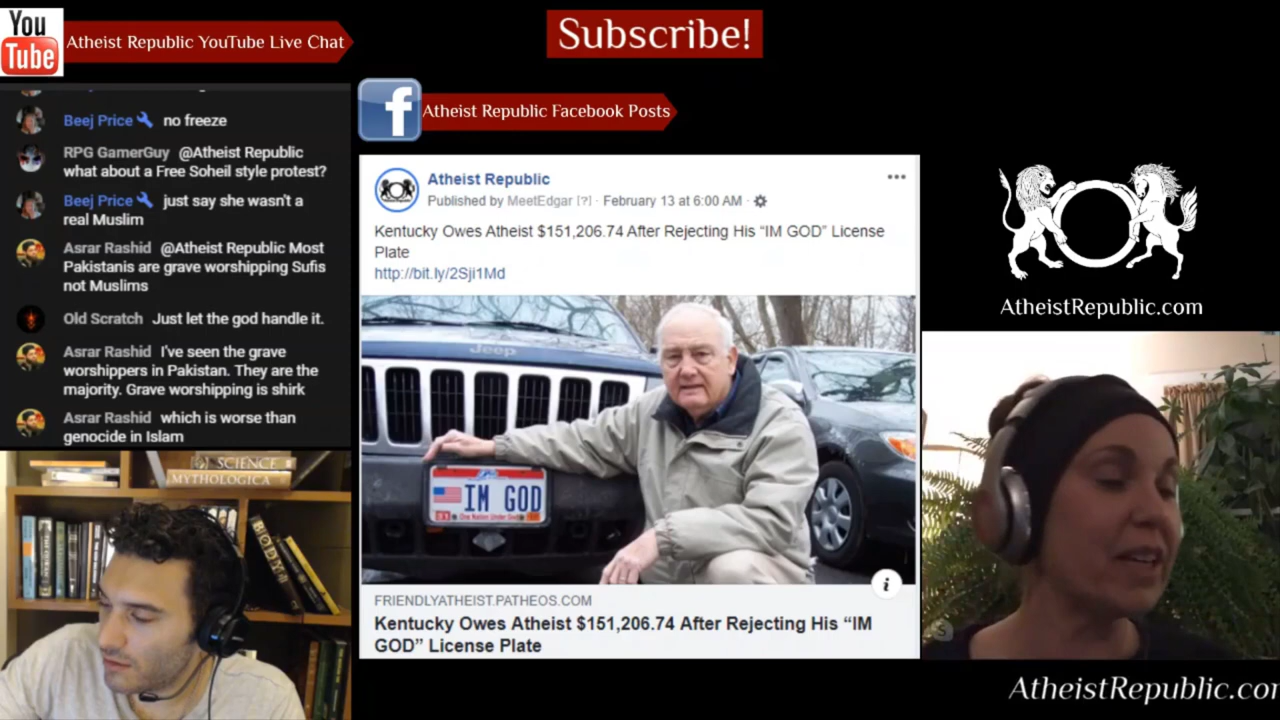 You
Tube
Atheist Republic YouTube Live Chat
Subscribe!
Beej Price no freeze
RPG GamerGuy @Atheist Republic
what about a Free Soheil style protest?
Beej Price just say she wasn't a
real Muslim
Asrar Rashid @Atheist Republic Most
Pakistanis are grave worshipping Sufis
not Muslims
Old Scratch Just let the god handle it.
Asrar Rashid I've seen the grave
worshippers in Pakistan. They are the
majority. Grave worshipping is shirk
Asrar Rashid which is worse than
genocide in Islam
f
Atheist Republic Facebook Posts
Atheist Republic
Published by MeetEdgar [?] · February 13 at 6:00 AM ·
Kentucky Owes Atheist $151,206.74 After Rejecting His “IM GOD” License
Plate
http://bit.ly/2Sji1Md
Jeep
IM GOD
One Nation Under God
i
FRIENDLYATHEIST.PATHEOS.COM
Kentucky Owes Atheist $151,206.74 After Rejecting His “IM
GOD” License Plate
AtheistRepublic.com
SCIENCE
MYTHOLOGICA
AtheistRepublic.cor